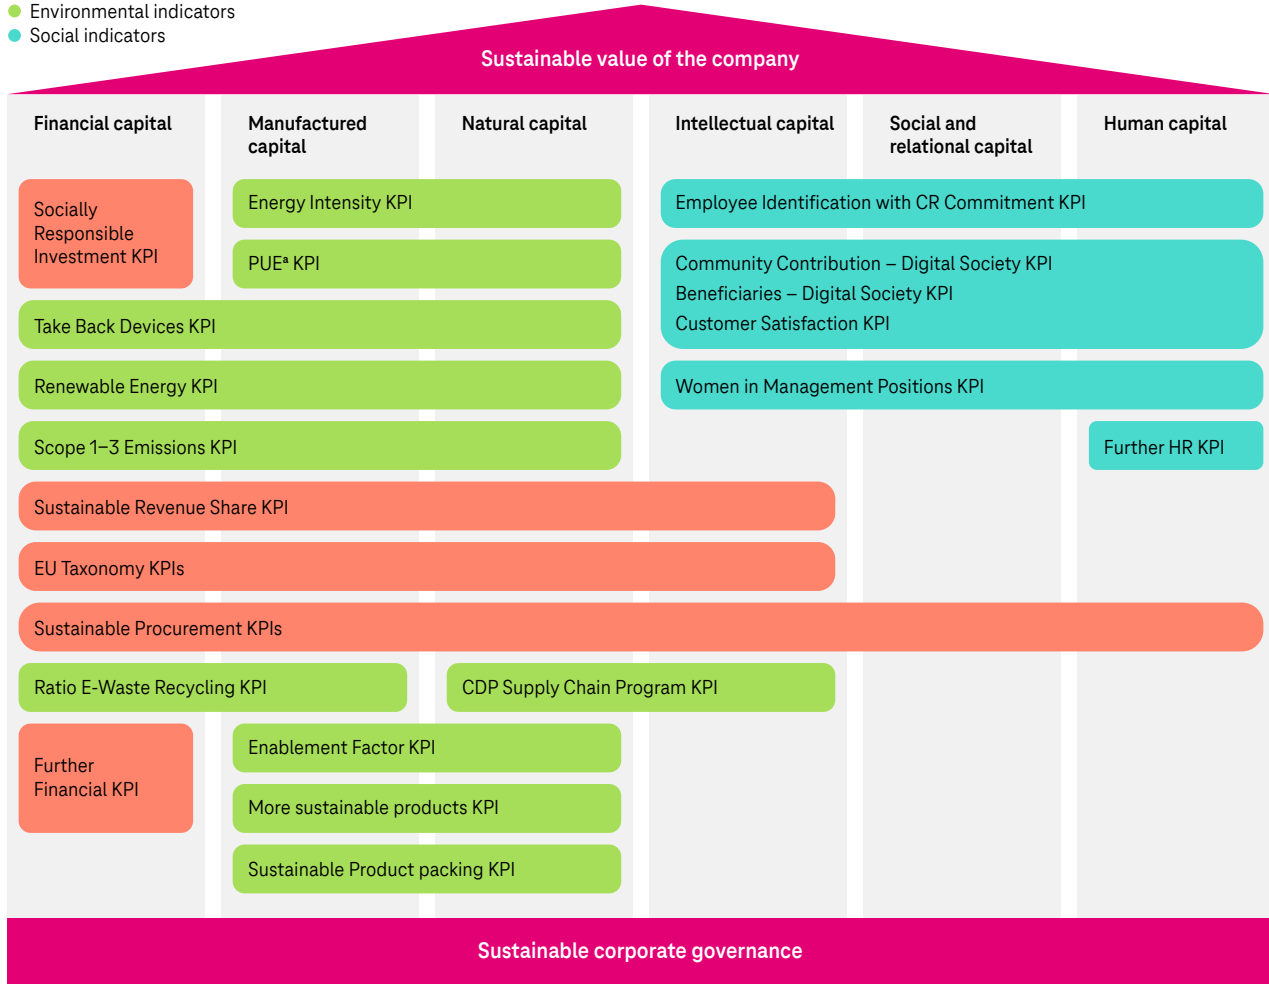 Environmental indicators
Social indicators
Sustainable value of the company
Financial capital
Manufactured
capital
Natural capital
Intellectual capital
Social and
relational capital
Human capital
Socially
Responsible
Investment KPI
Energy Intensity KPI
PUEª KPI
Employee Identification with CR Commitment KPI
Community Contribution – Digital Society KPI
Beneficiaries – Digital Society KPI
Customer Satisfaction KPI
Take Back Devices KPI
Renewable Energy KPI
Women in Management Positions KPI
Scope 1–3 Emissions KPI
Further HR KPI
Sustainable Revenue Share KPI
EU Taxonomy KPIs
Sustainable Procurement KPIs
Ratio E-Waste Recycling KPI
CDP Supply Chain Program KPI
Further
Financial KPI
Enablement Factor KPI
More sustainable products KPI
Sustainable Product packing KPI
Sustainable corporate governance